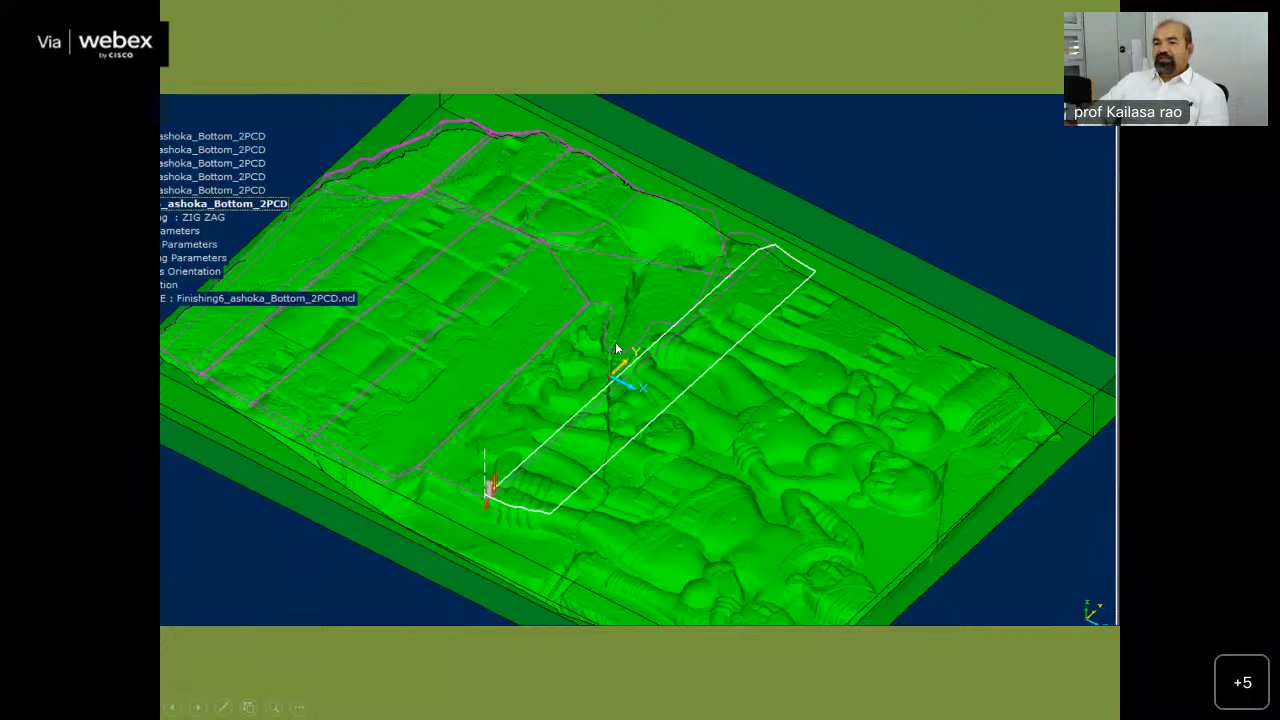 Via webex
by CISCO
prof Kailasa rao
ashoka_Bottom_2PCD
ashoka_Bottom_2PCD
ashoka_Bottom_2PCD
ashoka_Bottom_2PCD
ashoka_Bottom_2PCD
_ashoka_Bottom_2PCD
g : ZIG ZAG
ameters
Parameters
ng Parameters
s Orientation
tion
E : Finishing6_ashoka_Bottom_2PCD.ncl
Y
X
Z
Y
+5